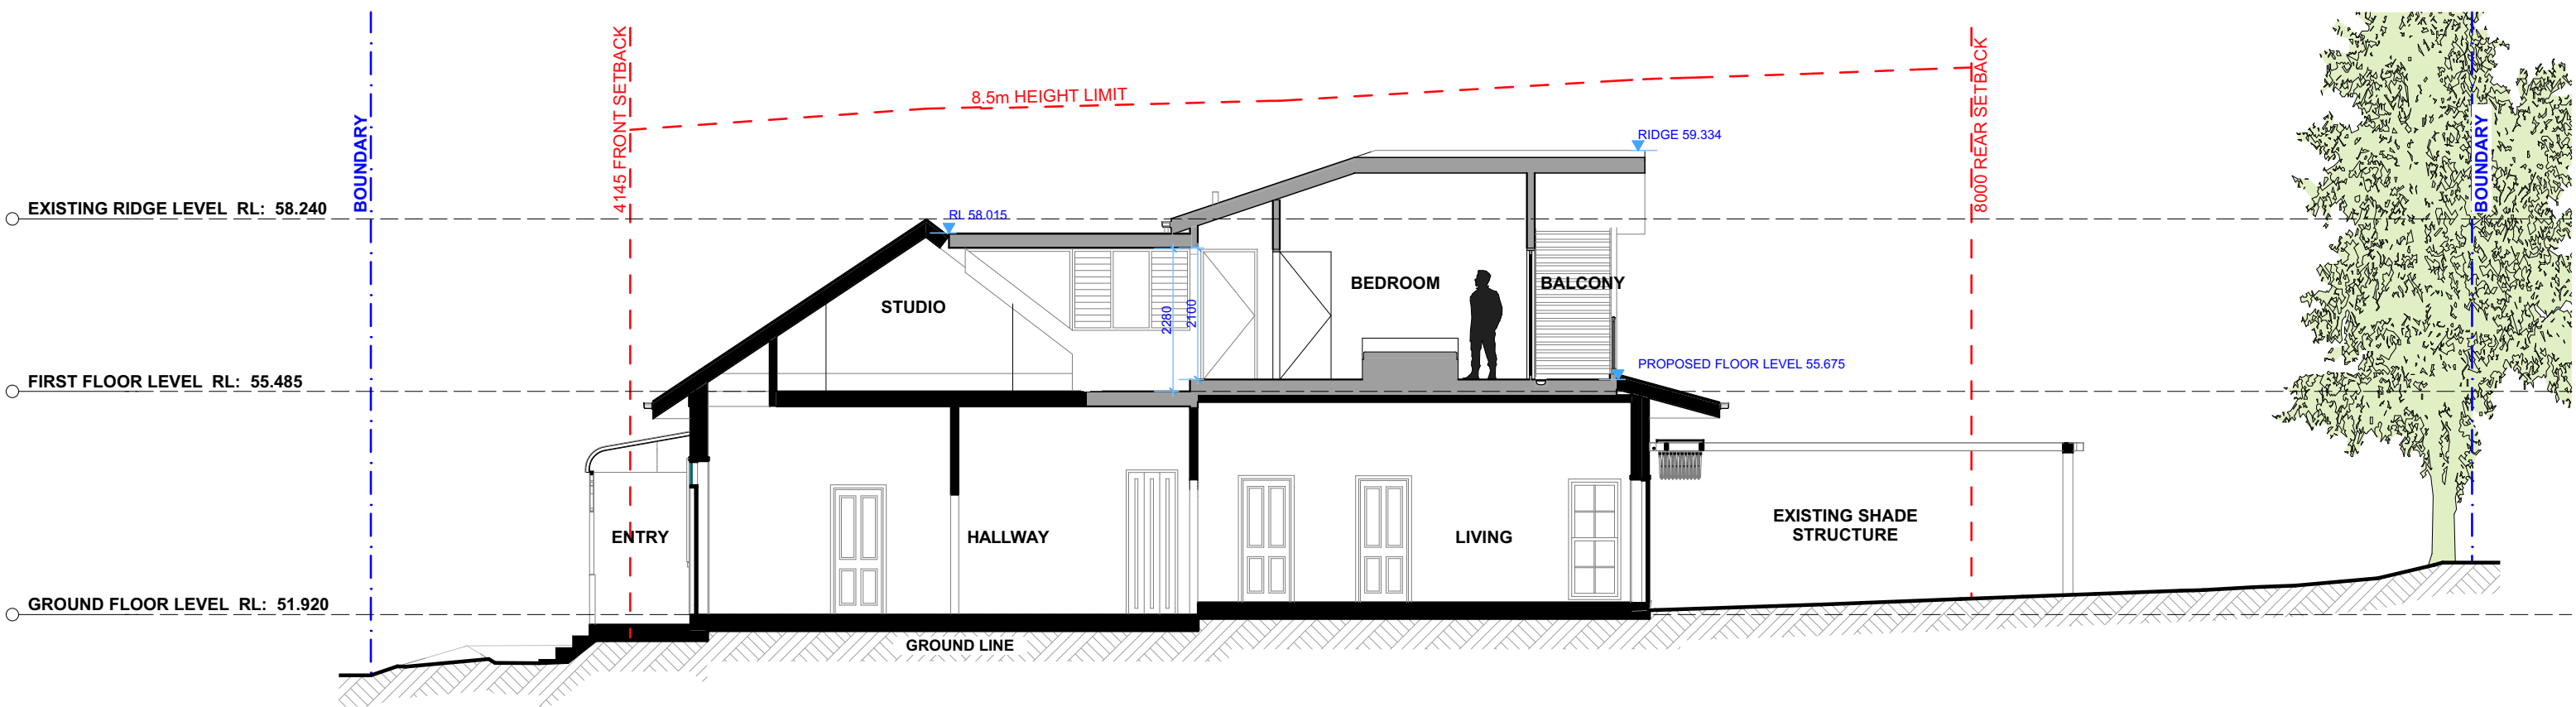 4145 FRONT SETBACK
8000 REAR SETBACK
8.5m HEIGHT LIMIT
BOUNDARY
BOUNDARY
RIDGE 59.334
EXISTING RIDGE LEVEL  RL:  58.240
RL 58.015
STUDIO
BEDROOM
BALCONY
2280
2100
PROPOSED FLOOR LEVEL 55.675
FIRST FLOOR LEVEL  RL:  55.485
ENTRY
HALLWAY
LIVING
EXISTING SHADE
STRUCTURE
GROUND FLOOR LEVEL  RL:  51.920
GROUND LINE